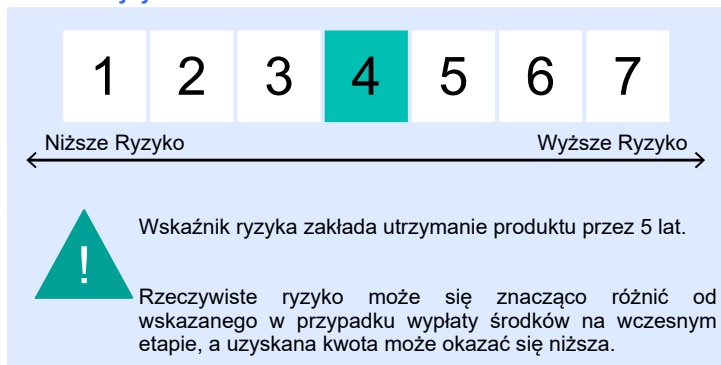 1 2 3 4 5 6 7
Niższe Ryzyko Wyższe Ryzyko
Wskaźnik ryzyka zakłada utrzymanie produktu przez 5 lat.
!
Rzeczywiste ryzyko może się znacząco różnić od
wskazanego w przypadku wypłaty środków na wczesnym
etapie, a uzyskana kwota może okazać się niższa.